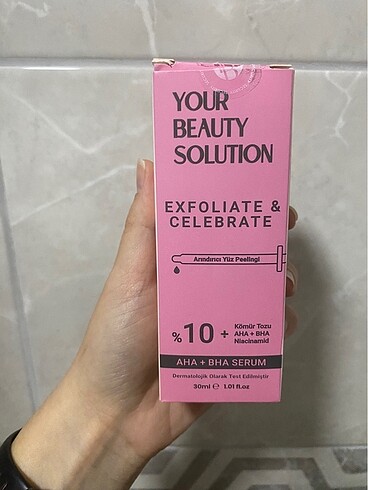 YOUR
BEAUTY
SOLUTION
EXFOLIATE &
CELEBRATE
Arındırıcı Yüz Peelingi
%10 + Kömür Tozu
AHA + BHA
Niacinamid
AHA + BHA SERUM
Dermatolojik Olarak Test Edilmiştir
30ml ℮ 1.01 fl.oz